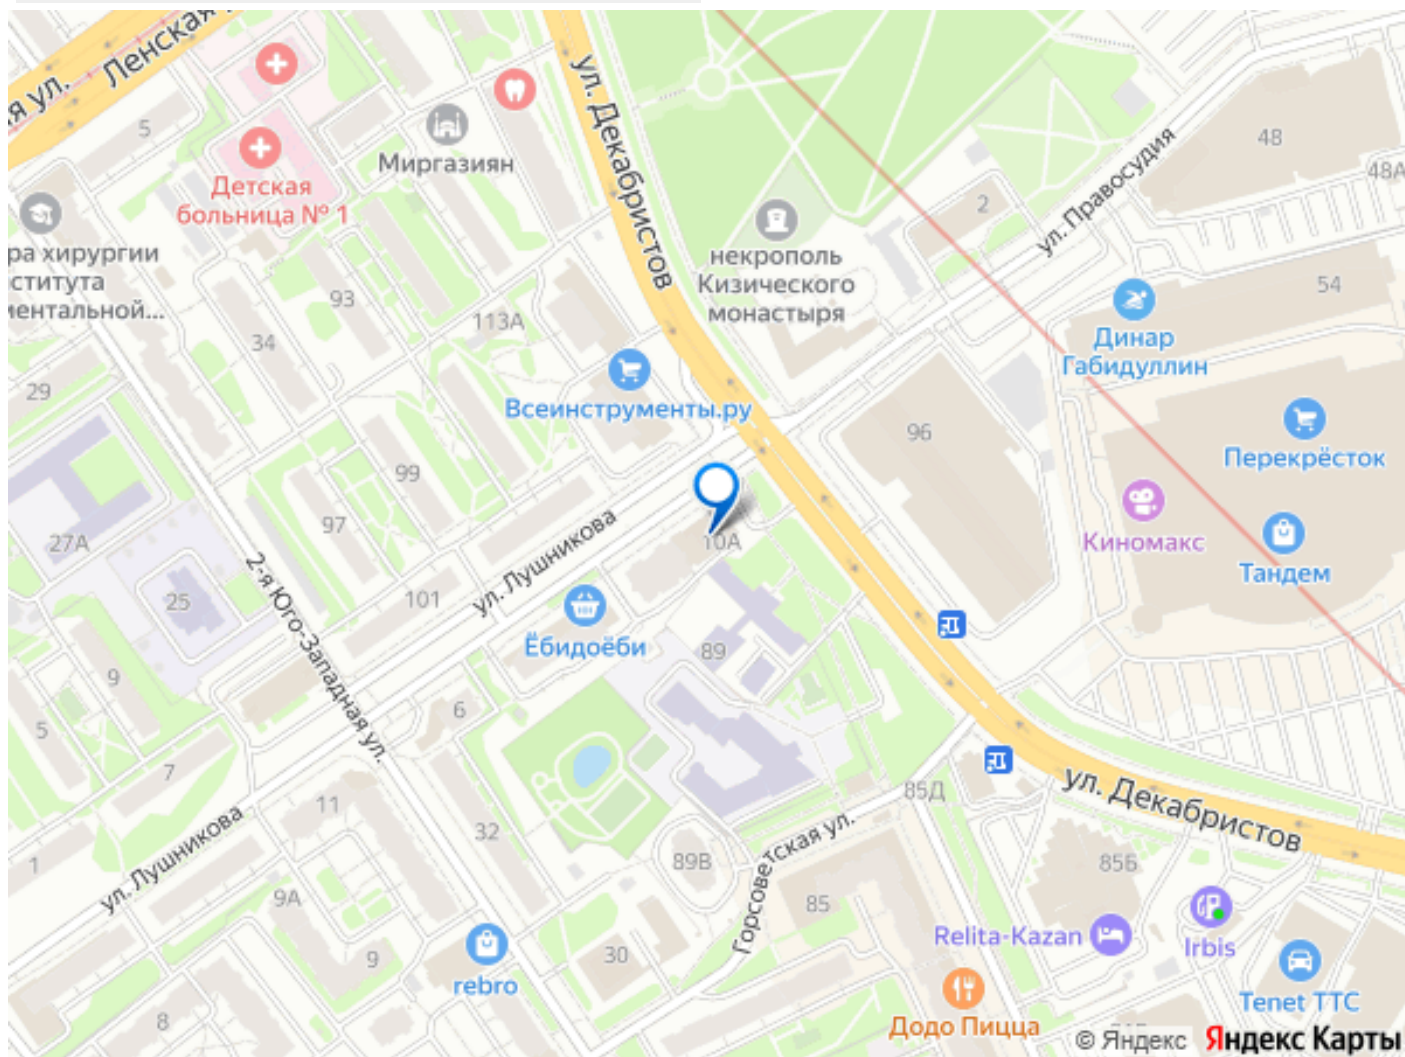 Ленская
ая ул.
5
Миргазиян
Детская
больница № 1
ул. Декабристов
48
48А
ул. Правосудия
2
некрополь
Кизического
монастыря
ра хирургии
ститута
ментальной...
93
113А
34
29
54
Динар
Габидуллин
Всеинструменты.ру
96
Перекрёсток
99
97
27А
10А
Киномакс
Тандем
ул. Лушникова
2-я Юго-Западная ул.
25
101
Ёбидоёби
89
9
6
5
7
11
32
85Д
ул. Декабристов
ул. Лушникова
1
89В
Горсоветская ул.
85Б
9А
85
9
30
rebro
8
Relita-Kazan
Irbis
Tenet ТТС
Додо Пицца
© Яндекс Яндекс Карты